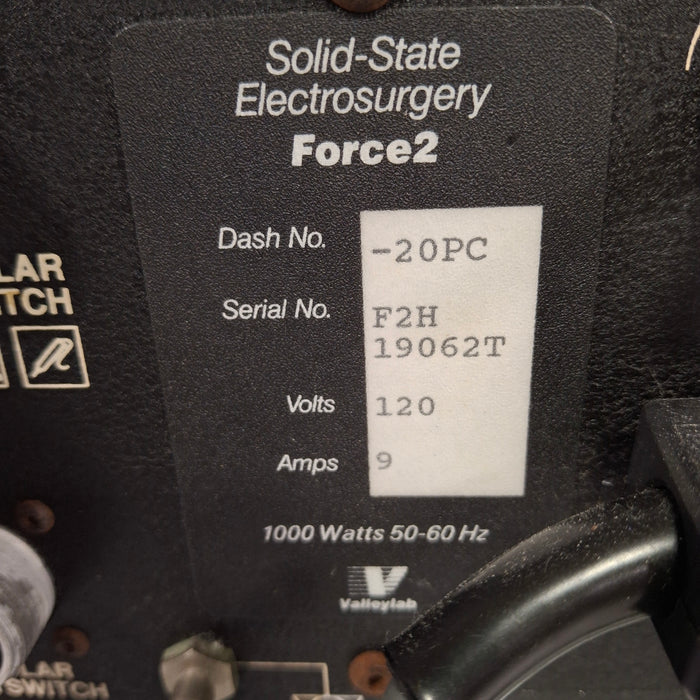 Solid-State
Electrosurgery
Force2
Dash No. -20PC
Serial No. F2H
19062T
Volts 120
Amps 9
1000 Watts 50-60 Hz
Valleylab
LAR
ITCH
LAR
SWITCH